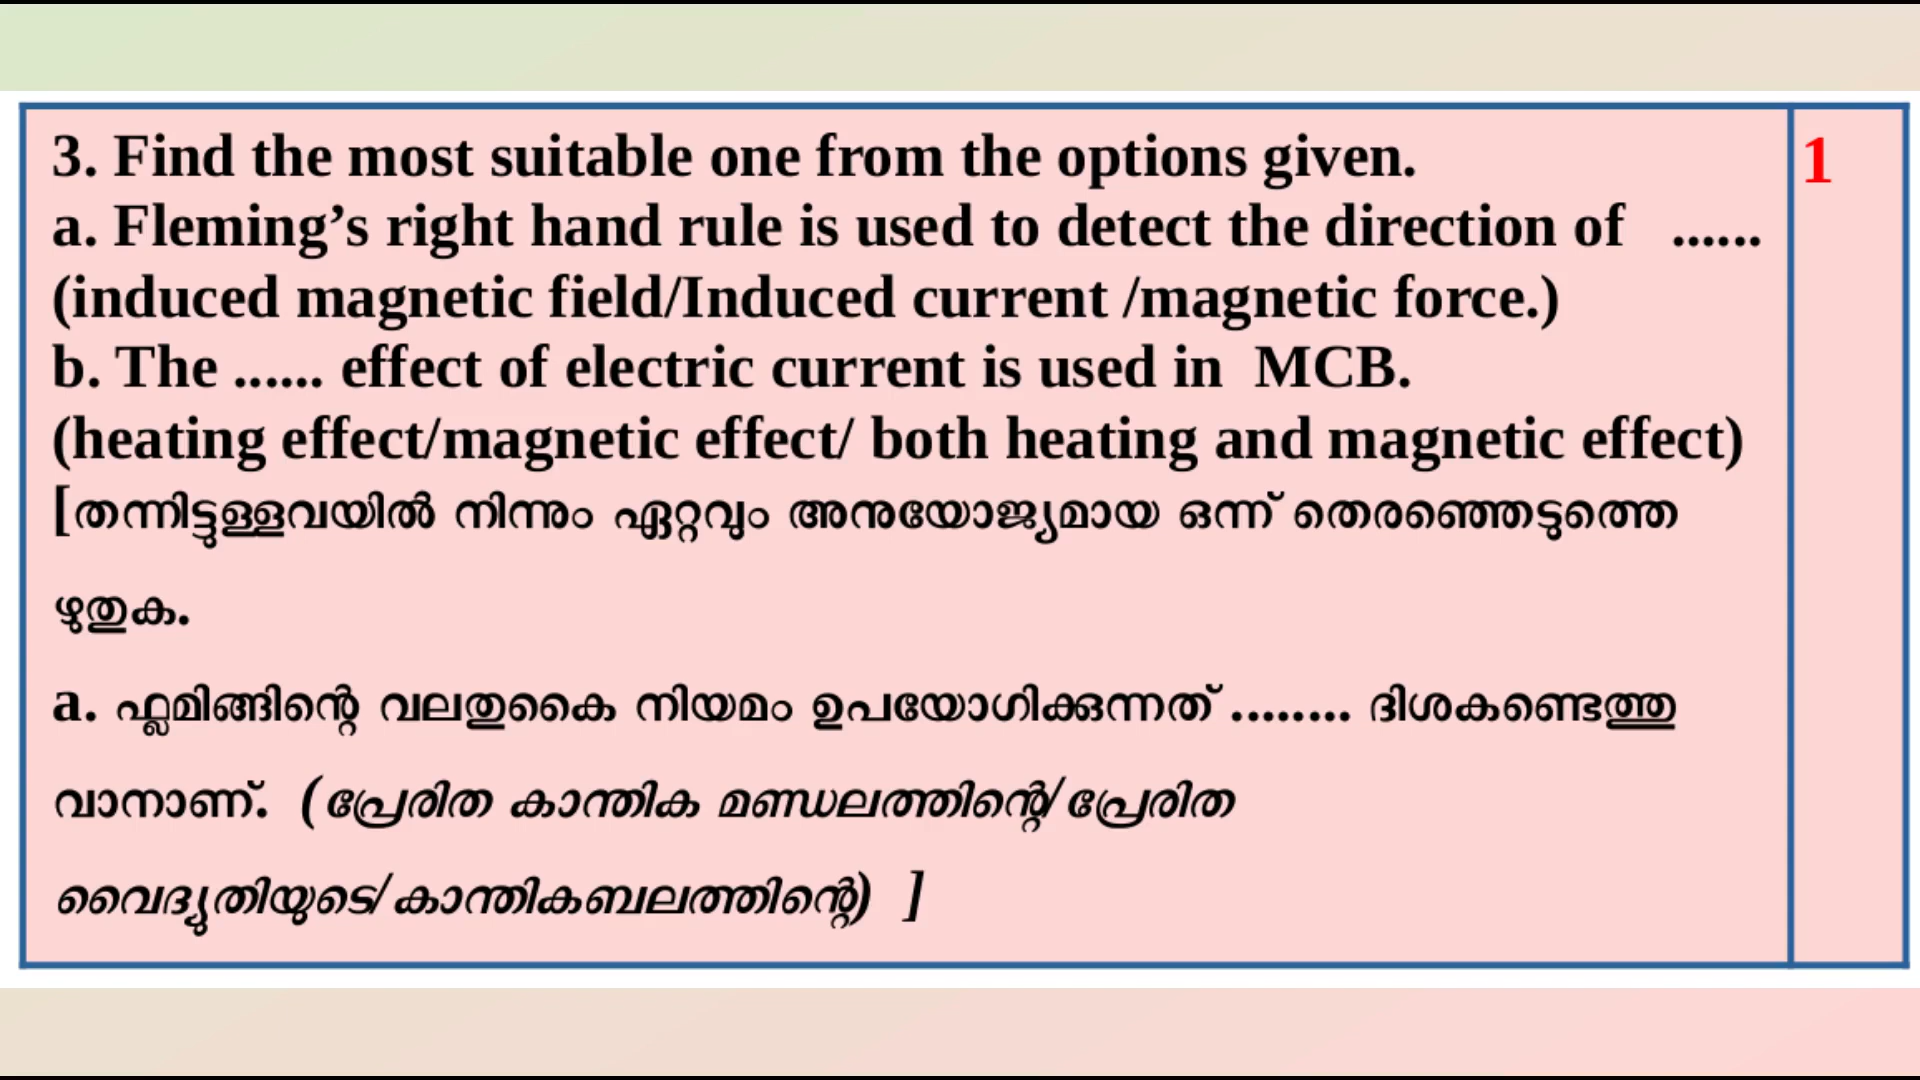 3. Find the most suitable one from the options given.
1
a. Fleming’s right hand rule is used to detect the direction of ......
(induced magnetic field/Induced current /magnetic force.)
b. The ...... effect of electric current is used in MCB.
(heating effect/magnetic effect/ both heating and magnetic effect)
[തന്നിട്ടുള്ളവയിൽ നിന്നും ഏറ്റവും അനുയോജ്യമായ ഒന്ന് തെരഞ്ഞെടുത്തെ
ഴുതുക.
a. ഫ്ലമിങ്ങിന്റെ വലതുകൈ നിയമം ഉപയോഗിക്കുന്നത് ........ ദിശകണ്ടെത്തു
വാനാണ്. (പ്രേരിത കാന്തിക മണ്ഡലത്തിന്റെ/പ്രേരിത
വൈദ്യുതിയുടെ/കാന്തികബലത്തിന്റെ) ]